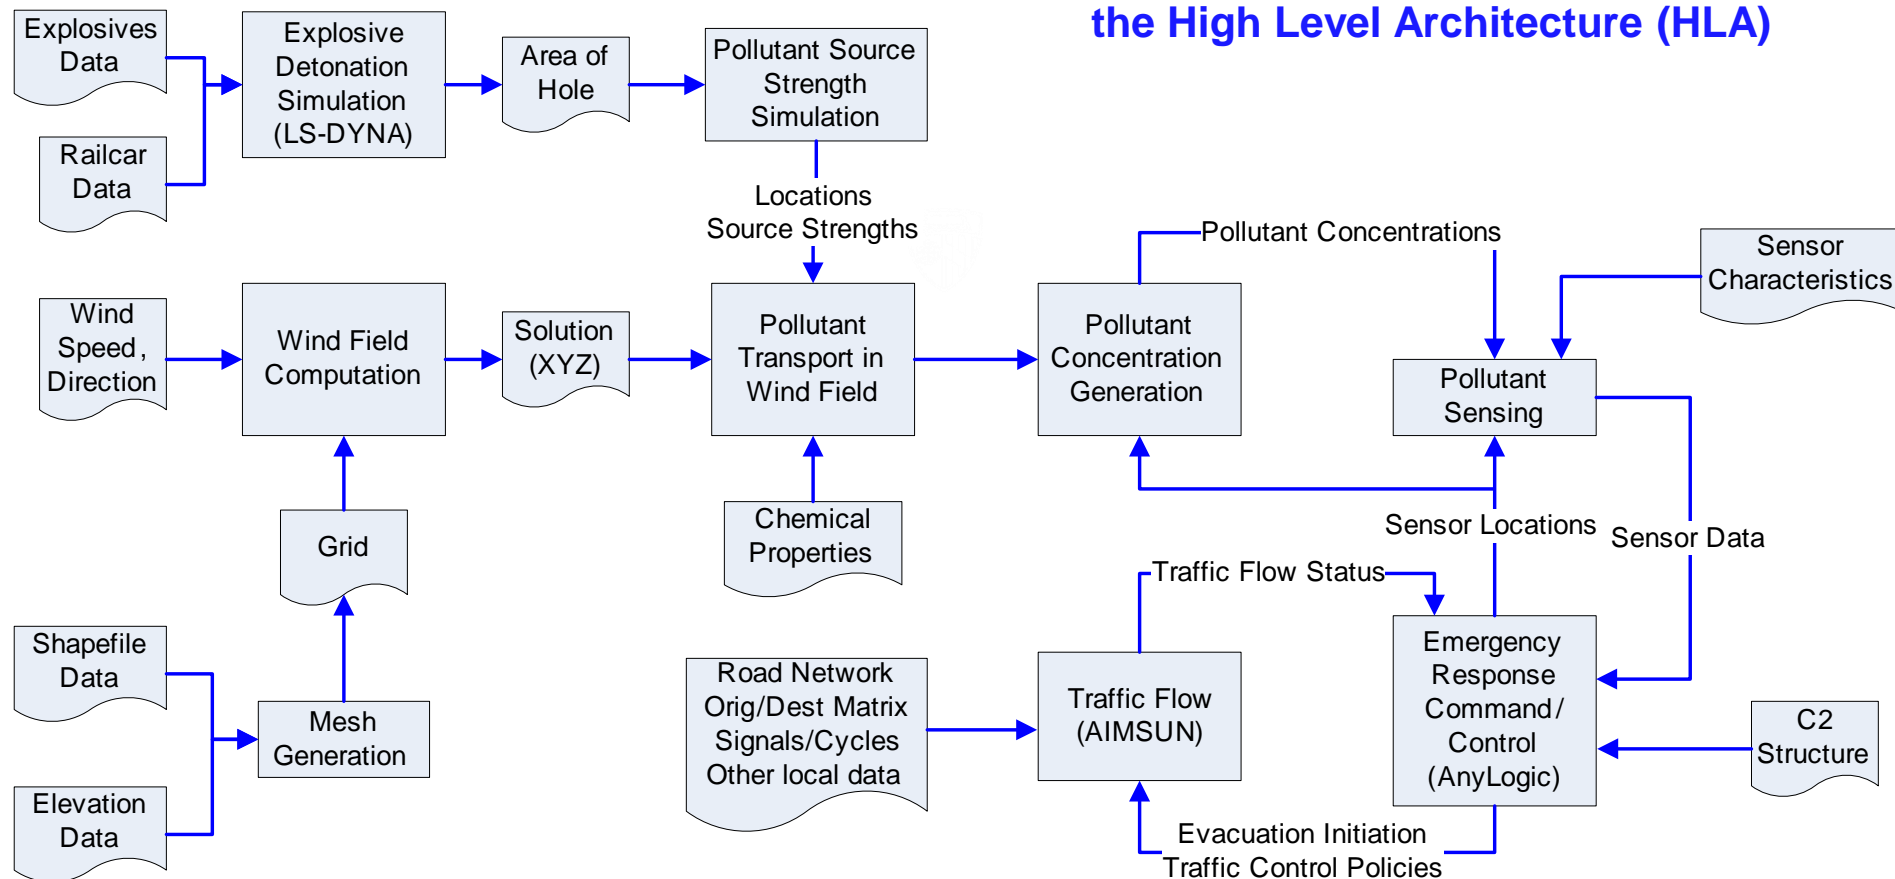 the High Level Architecture (HLA)
Explosives
Data
Explosive
Detonation
Simulation
(LS-DYNA)
Area of
Hole
Pollutant Source
Strength
Simulation
Railcar
Data
Locations
Source Strengths
Pollutant Concentrations
Sensor
Characteristics
Wind
Speed,
Direction
Wind Field
Computation
Solution
(XYZ)
Pollutant
Transport in
Wind Field
Pollutant
Concentration
Generation
Pollutant
Sensing
Grid
Chemical
Properties
Sensor Locations
Sensor Data
Traffic Flow Status
Shapefile
Data
Mesh
Generation
Elevation
Data
Road Network
Orig/Dest Matrix
Signals/Cycles
Other local data
Traffic Flow
(AIMSUN)
Emergency
Response
Command/
Control
(AnyLogic)
C2
Structure
Evacuation Initiation
Traffic Control Policies